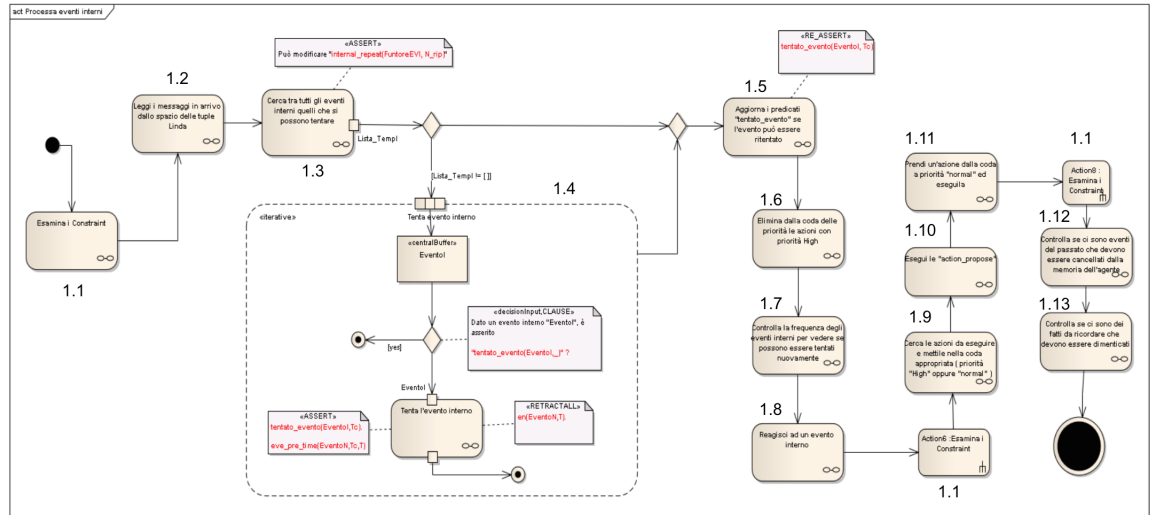 act Processa eventi interni
«ASSERT»
Può modificare "internal_repeat(FuntoreEVI, N_rip)"
«RE_ASSERT»
tentato_evento(EventoI, Tc)
1.2
Leggi i messaggi in arrivo
dallo spazio delle tuple
Linda
Cerca tra tutti gli eventi
interni quelli che si
possono tentare
1.3
Lista_Templ
[Lista_Templ != [ ]]
1.5
Aggiorna i predicati
"tentato_evento" se
l'evento può essere
ritentato
Esamina i Constraint
1.1
1.4
«iterative»
Tenta evento interno
«centralBuffer»
EventoI
«decisionInput,CLAUSE»
Dato un evento interno "EventoI", è
asserito
"tentato_evento(EventoI,_)" ?
[yes]
EventoI
Tenta l'evento interno
«ASSERT»
tentato_evento(EventoI,Tc).
eve_pre_time(EventoN,Tc,T)
«RETRACTALL»
en(EventoN,T).
1.6
Elimina dalla coda delle
priorità le azioni con
priorità High
1.7
Controlla la frequenza degli
eventi interni per vedere se
possono essere tentati
nuovamente
1.8
Reagisci ad un evento
interno
Action6 :Esamina i
Constraint
1.1
1.9
Cerca le azioni da eseguire
e mettile nella coda
appropriata ( priorità
"High" oppure "normal" )
1.10
Esegui le "action_propose"
1.11
Prendi un'azione dalla coda
a priorità "normal" ed
eseguila
1.1
Action8 :
Esamina i
Constraint
1.12
Controlla se ci sono eventi
del passato che devono
essere cancellati dalla
memoria dell'agente
1.13
Controlla se ci sono dei
fatti da ricordare che
devono essere dimenticati